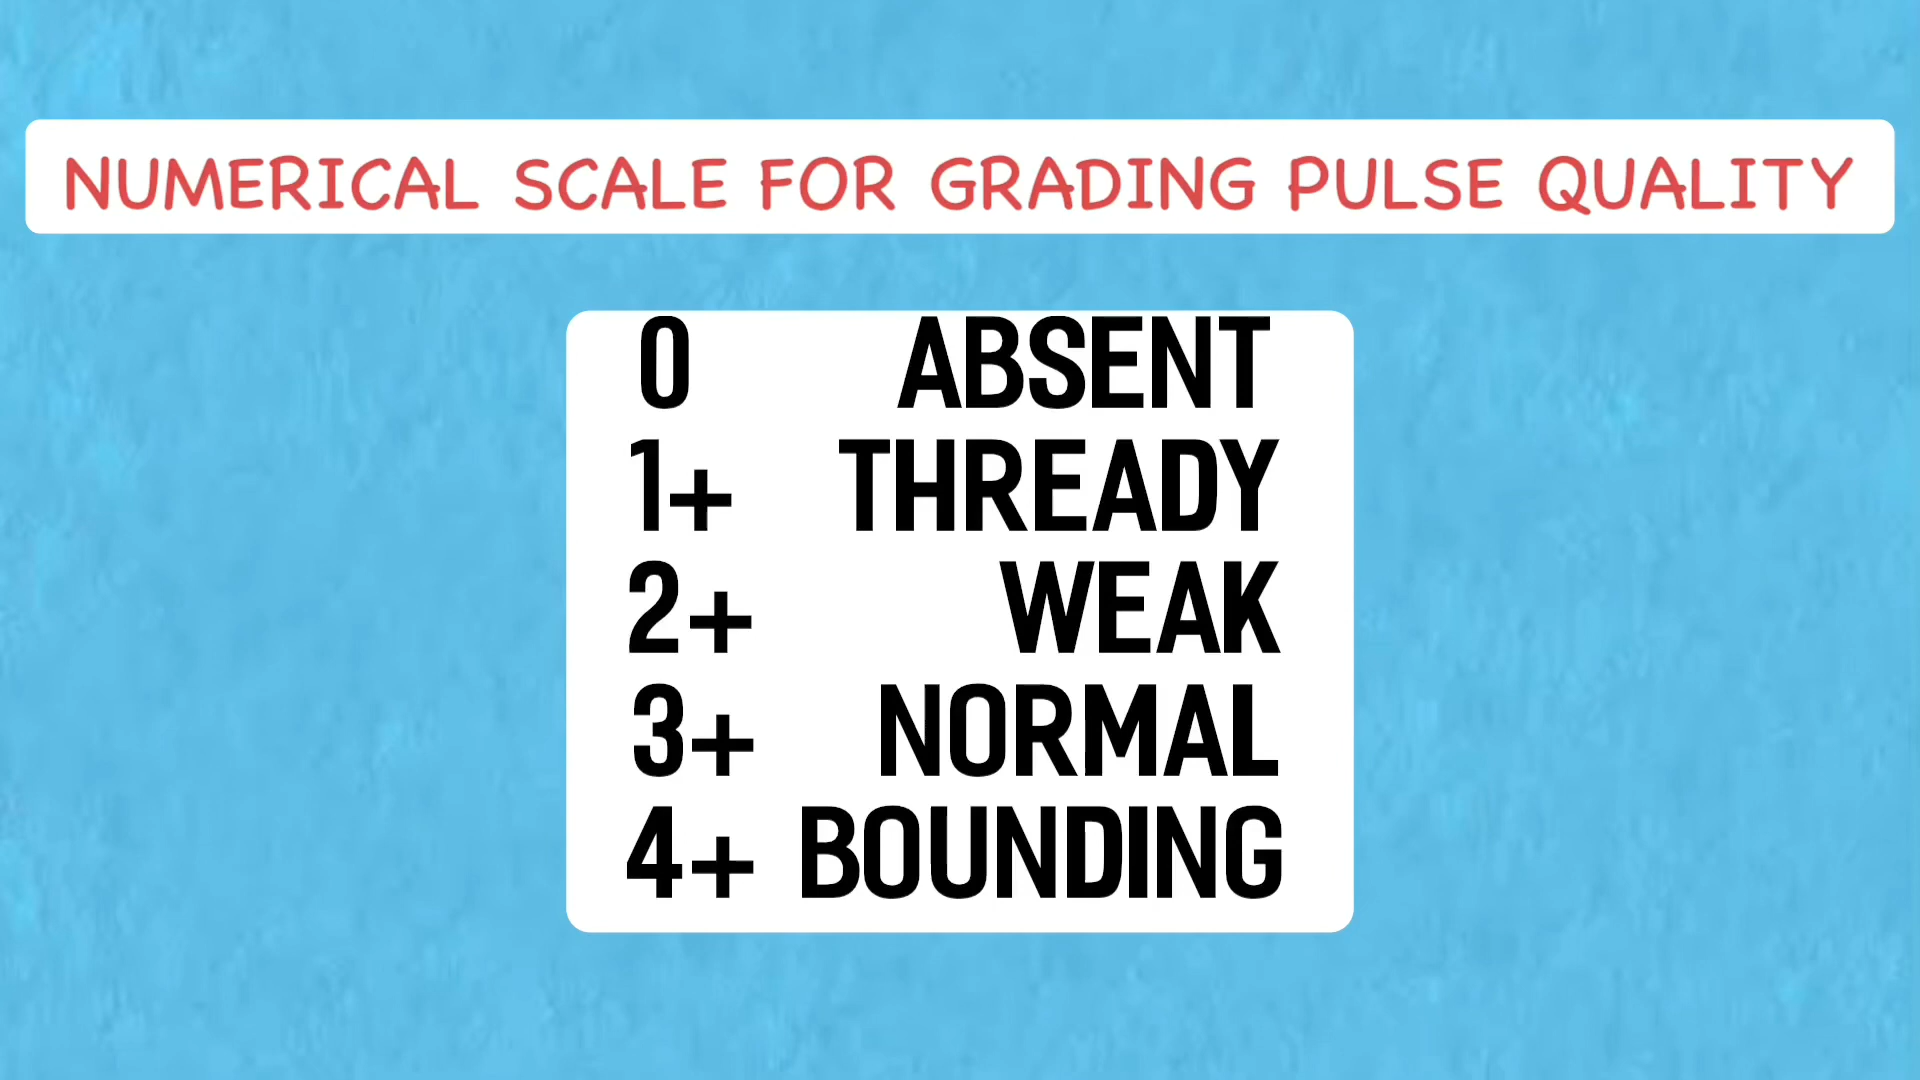 NUMERICAL SCALE FOR GRADING PULSE QUALITY
0 ABSENT
1+ THREADY
2+ WEAK
3+ NORMAL
4+ BOUNDING